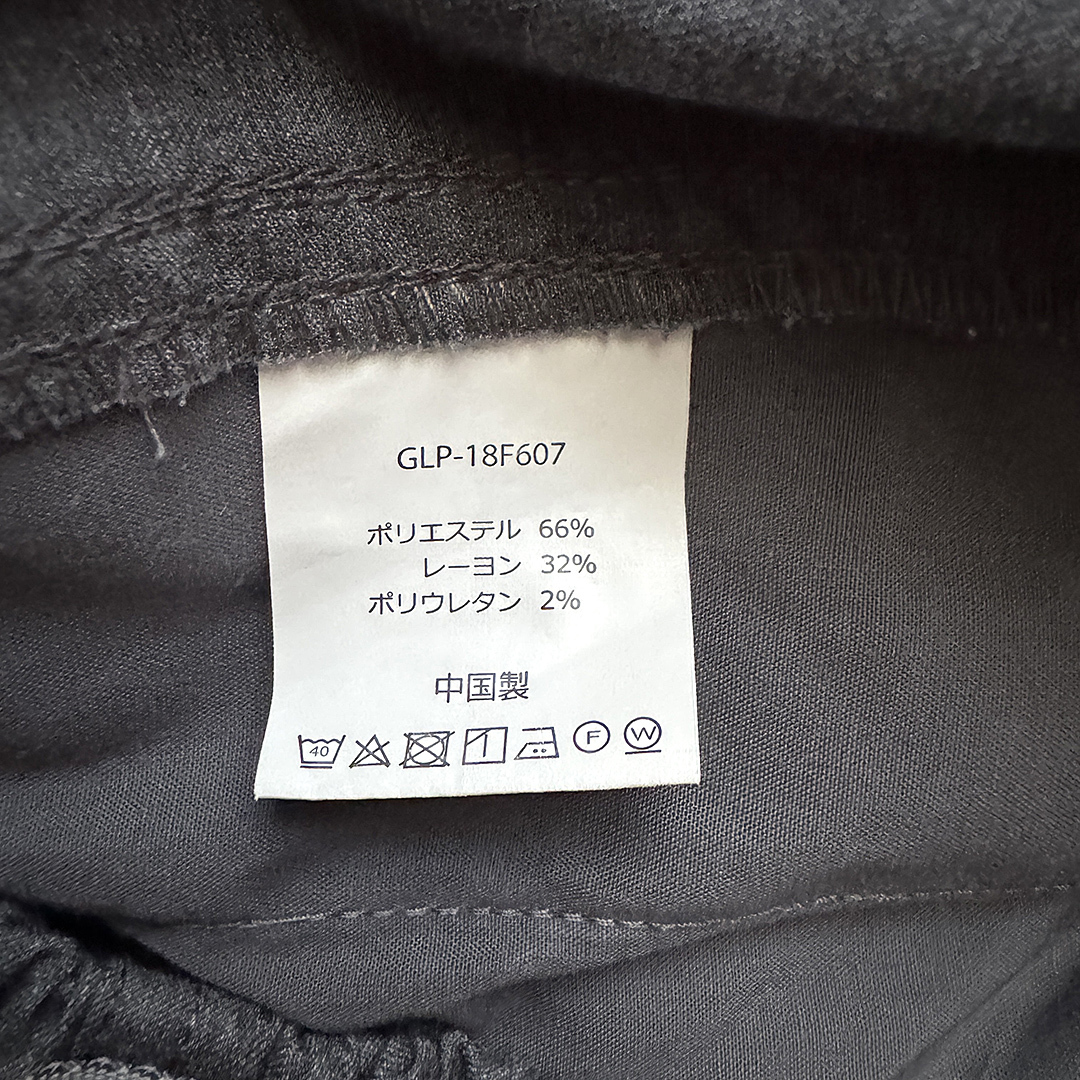 GLP-18F607
ポリエステル 66%
レーヨン 32%
ポリウレタン 2%
中国製
40 F W